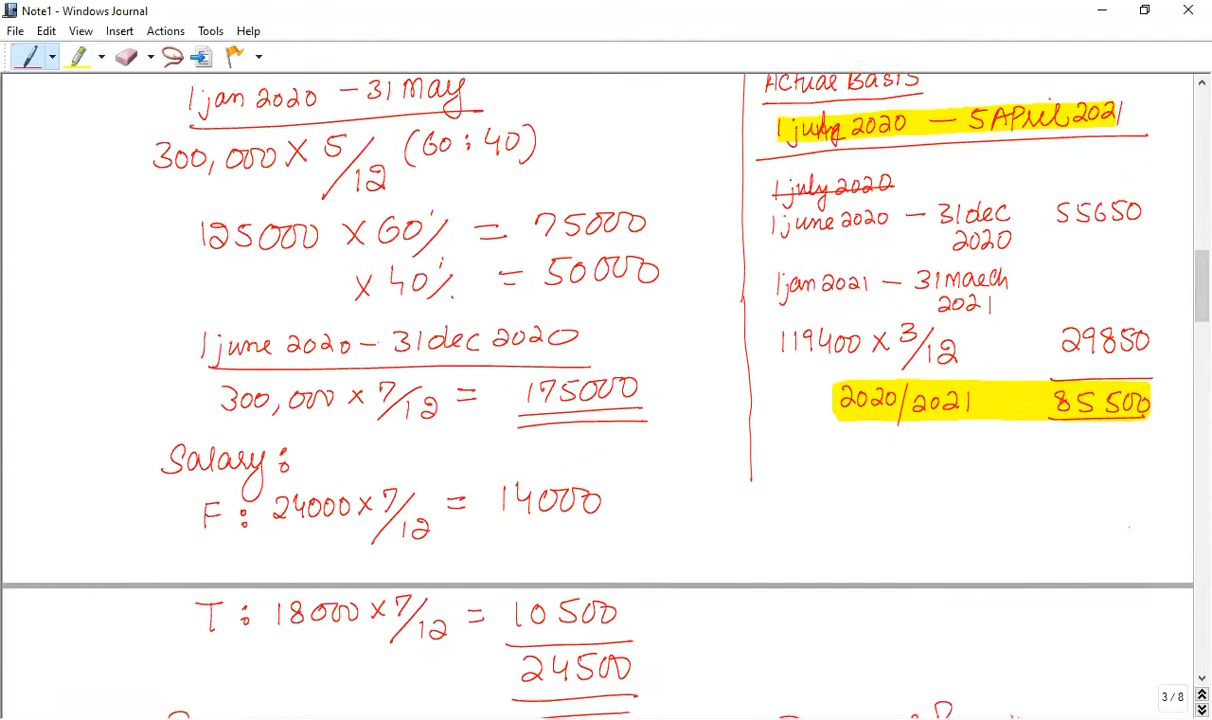 Note1 - Windows Journal
File Edit View Insert Actions Tools Help
1 jan 2020 - 31 May
300,000 X 5/12 (60 : 40)
125000 X 60% = 75000
X 40% = 50000
1 june 2020 - 31 dec 2020
300,000 X 7/12 = 175000
Salary :
F : 24000 X 7/12 = 14000
T : 18000 X 7/12 = 10500
24500
Actual Basis
1 july 2020 - 5 April 2021
1 july 2020
1 june 2020 - 31 dec 55650
2020
1 jan 2021 - 31 maech
2021
119400 X 3/12 29850
2020/2021 85500
3 / 8